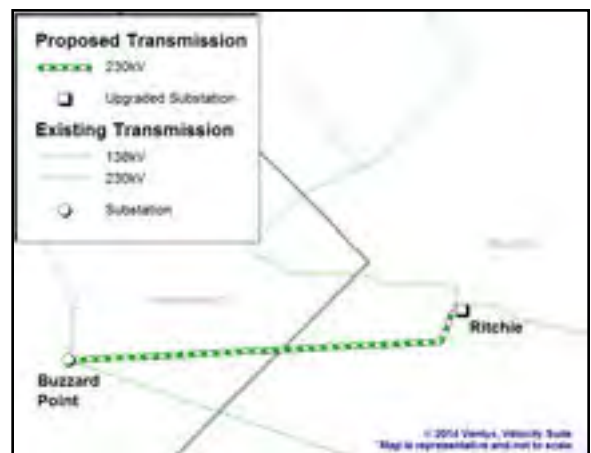 Proposed Transmission
230kV
Upgraded Substation
Existing Transmission
138kV
230kV
Substation
Ritchie
Buzzard
Point
© 2014 Ventyx, Velocity Suite
Map is representative and not to scale